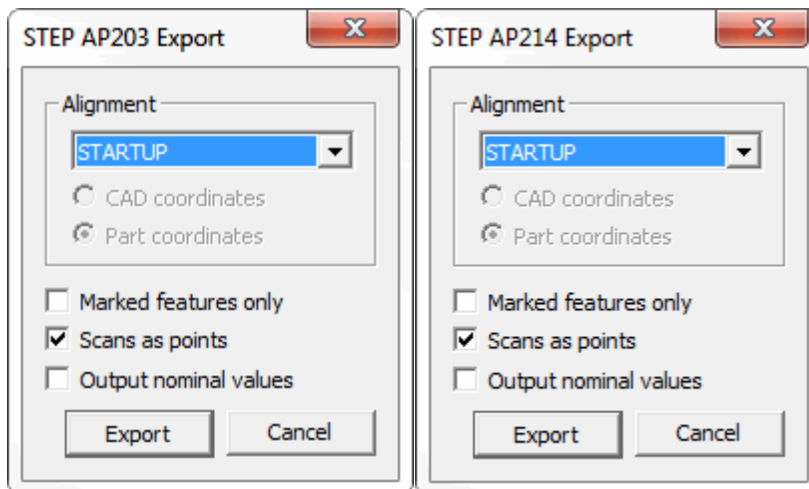 STEP AP203 Export
Alignment
STARTUP
CAD coordinates
Part coordinates
Marked features only
Scans as points
Output nominal values
Export Cancel
STEP AP214 Export
Alignment
STARTUP
CAD coordinates
Part coordinates
Marked features only
Scans as points
Output nominal values
Export Cancel